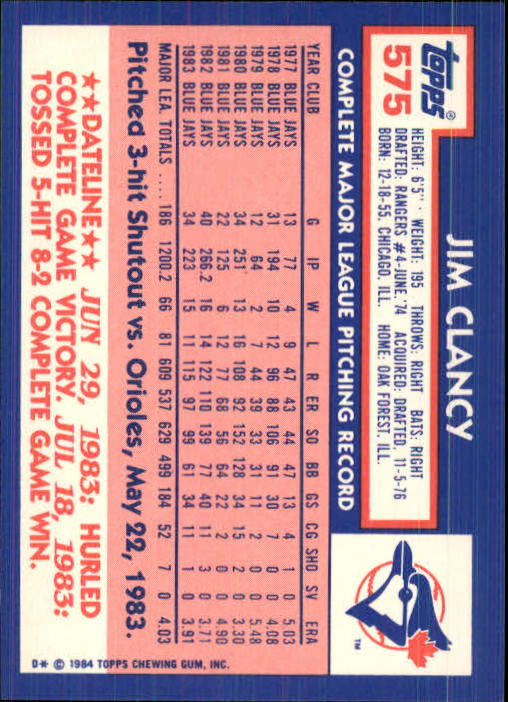 topps®
575
JIM CLANCY
HEIGHT: 6'5" · WEIGHT: 195 THROWS: RIGHT BATS: RIGHT
DRAFTED: RANGERS #4-JUNE, '74 ACQUIRED: DRAFTED, 11-5-76
BORN: 12-18-55, CHICAGO, ILL. HOME: OAK FOREST, ILL.
COMPLETE MAJOR LEAGUE PITCHING RECORD
YEAR CLUB G IP W L R ER SO BB GS CG SHO SV ERA
1977 BLUE JAYS 13 77 4 9 47 43 44 47 13 4 1 0 5.03
1978 BLUE JAYS 31 194 10 12 96 88 106 91 30 7 0 0 4.08
1979 BLUE JAYS 12 64 2 7 44 39 33 31 11 2 0 0 5.48
1980 BLUE JAYS 34 251 13 16 108 92 152 128 34 15 2 0 3.30
1981 BLUE JAYS 22 125 6 12 77 68 56 64 22 2 0 0 4.90
1982 BLUE JAYS 40 266.2 16 14 122 110 139 77 40 11 3 0 3.71
1983 BLUE JAYS 34 223 15 11 115 97 99 61 34 11 1 0 3.91
MAJOR LEA. TOTALS .... 186 1200.2 66 81 609 537 629 499 184 52 7 0 4.03
Pitched 3-hit Shutout vs. Orioles, May 22, 1983.
★★DATELINE★★ JUN 29, 1983: HURLED
COMPLETE GAME VICTORY. JUL 18, 1983:
TOSSED 5-HIT 8-2 COMPLETE GAME WIN.
TM
D* © 1984 TOPPS CHEWING GUM, INC.